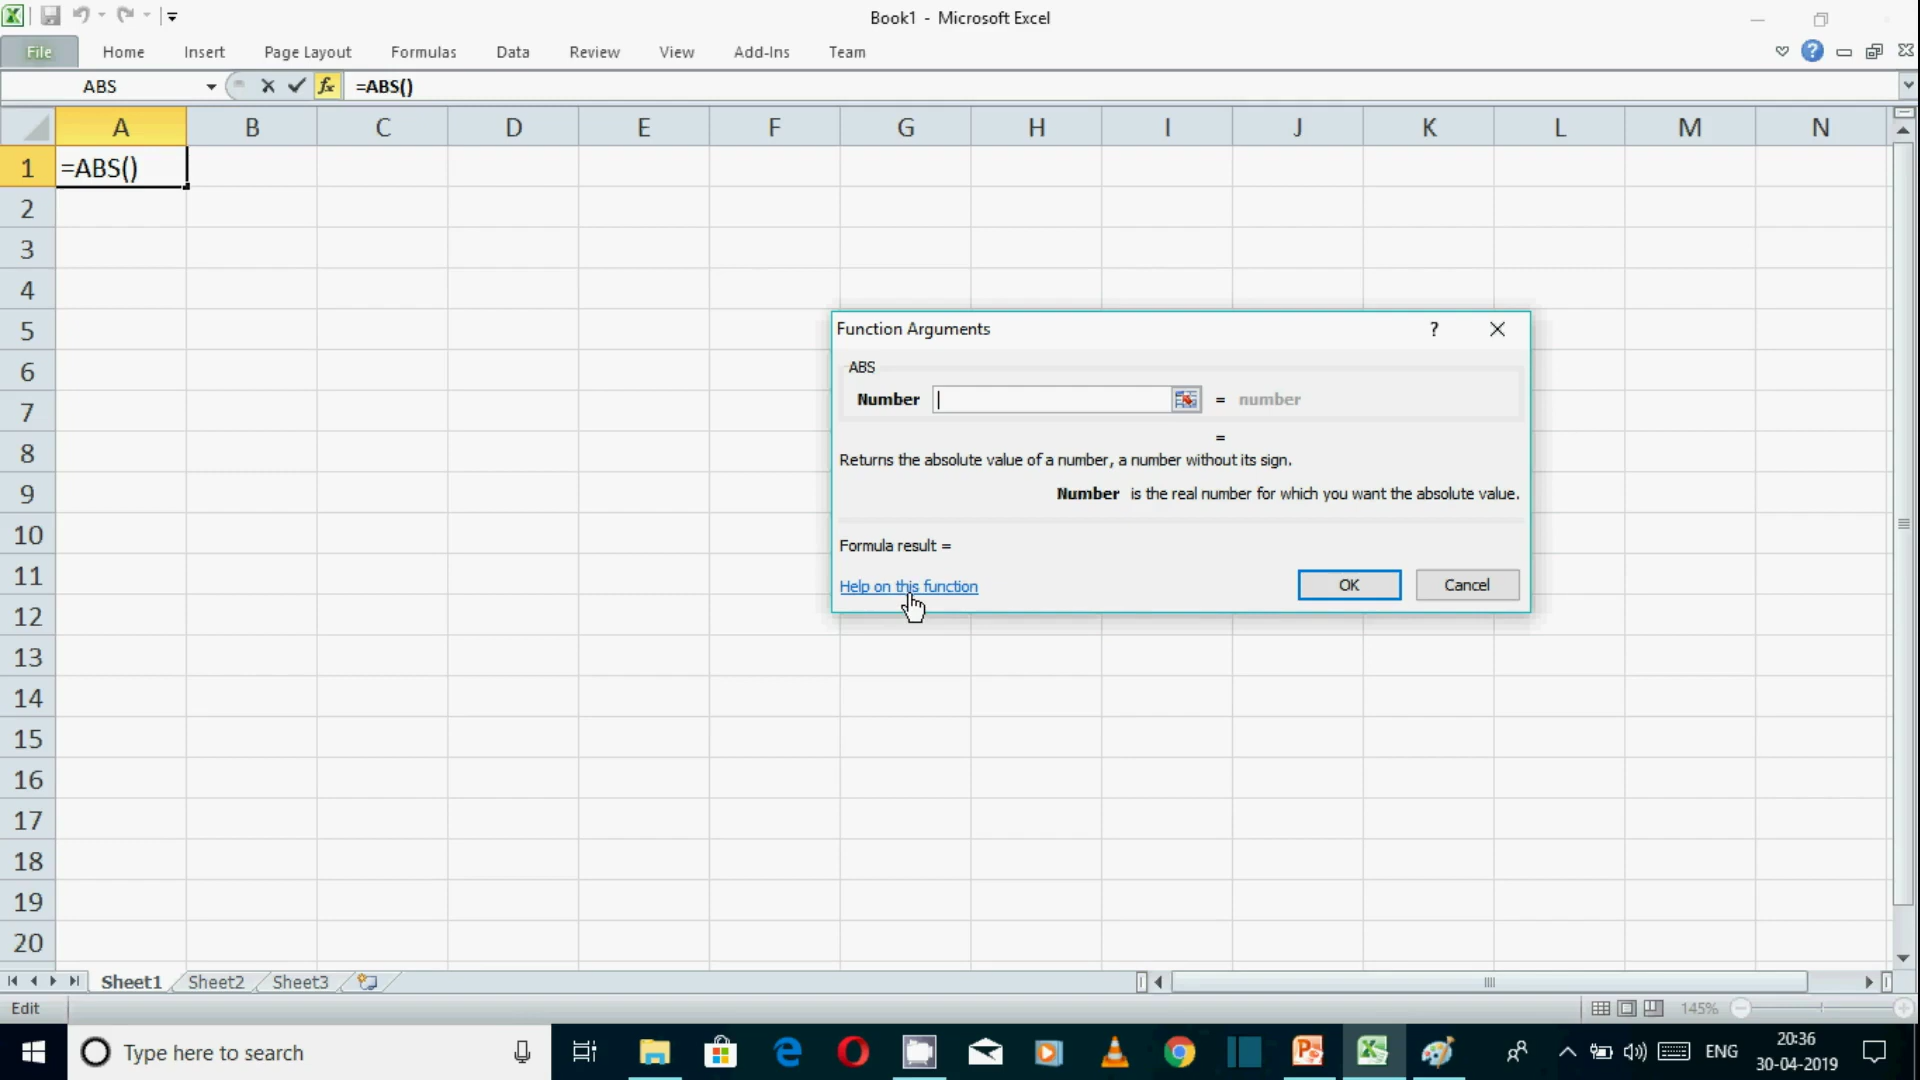 Book1 - Microsoft Excel
File Home Insert Page Layout Formulas Data Review View Add-Ins Team
ABS fx =ABS()
A B C D E F G H I J K L M N
1 =ABS()
2
3
4
5
6
7
8
9
10
11
12
13
14
15
16
17
18
19
20
Function Arguments ?
ABS
Number = number
=
Returns the absolute value of a number, a number without its sign.
Number is the real number for which you want the absolute value.
Formula result =
Help on this function OK Cancel
Sheet1 Sheet2 Sheet3
Edit 145%
Type here to search ENG 20:36
30-04-2019